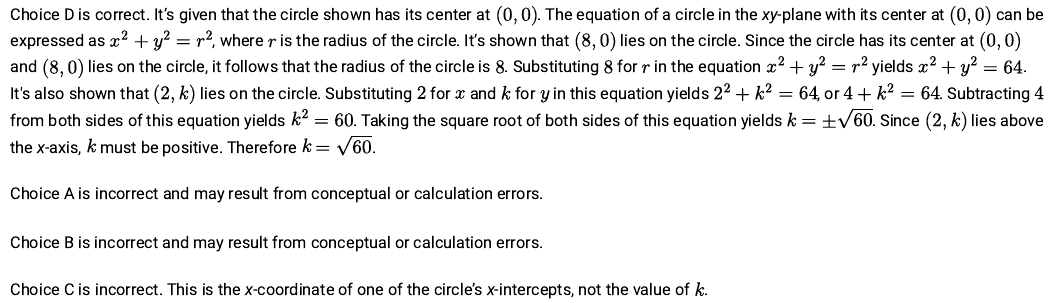 Choice D is correct. It's given that the circle shown has its center at (0, 0). The equation of a circle in the xy-plane with its center at (0, 0) can be
expressed as x² + y² = r², where r is the radius of the circle. It's shown that (8, 0) lies on the circle. Since the circle has its center at (0, 0)
and (8, 0) lies on the circle, it follows that the radius of the circle is 8. Substituting 8 for r in the equation x² + y² = r² yields x² + y² = 64.
It's also shown that (2, k) lies on the circle. Substituting 2 for x and k for y in this equation yields 2² + k² = 64, or 4 + k² = 64. Subtracting 4
from both sides of this equation yields k² = 60. Taking the square root of both sides of this equation yields k = ±√60. Since (2, k) lies above
the x-axis, k must be positive. Therefore k = √60.
Choice A is incorrect and may result from conceptual or calculation errors.
Choice B is incorrect and may result from conceptual or calculation errors.
Choice C is incorrect. This is the x-coordinate of one of the circle's x-intercepts, not the value of k.